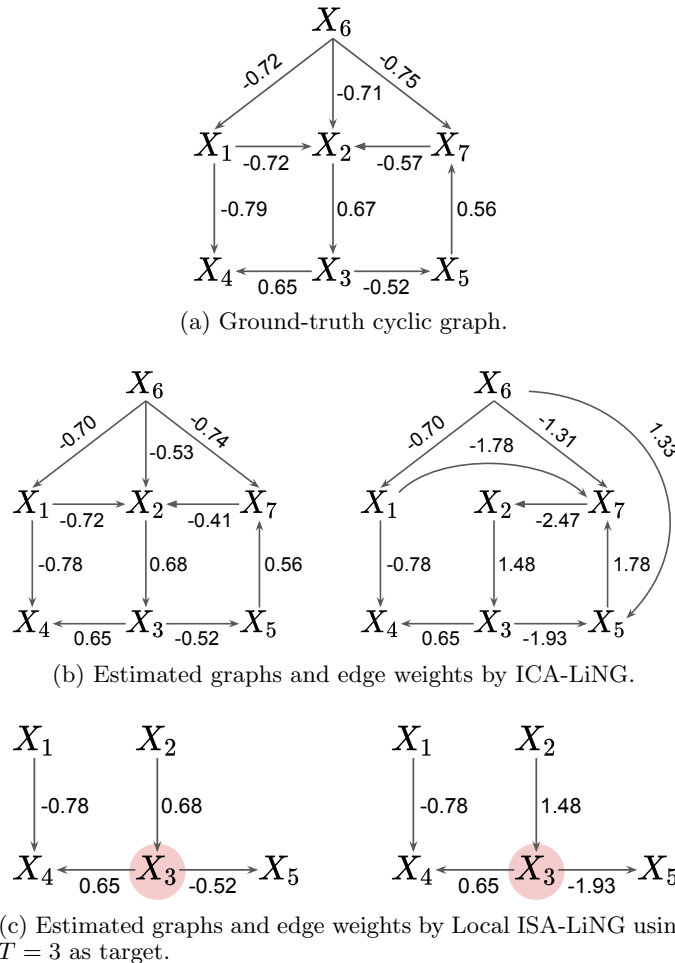 X6
-0.72
-0.71
-0.75
X1 X2 X7
-0.72
-0.57
-0.79
0.67
0.56
X4 X3 X5
0.65
-0.52
(a) Ground-truth cyclic graph.
X6
-0.70
-0.53
-0.74
X1 X2 X7
-0.72
-0.41
-0.78
0.68
0.56
X4 X3 X5
0.65
-0.52
X6
-0.70
-1.31
1.33
-1.78
X1 X2 X7
-2.47
-0.78
1.48
1.78
X4 X3 X5
0.65
-1.93
(b) Estimated graphs and edge weights by ICA-LiNG.
X1 X2
-0.78
0.68
X4 X3 X5
0.65
-0.52
X1 X2
-0.78
1.48
X4 X3 X5
0.65
-1.93
(c) Estimated graphs and edge weights by Local ISA-LiNG usin
T = 3 as target.